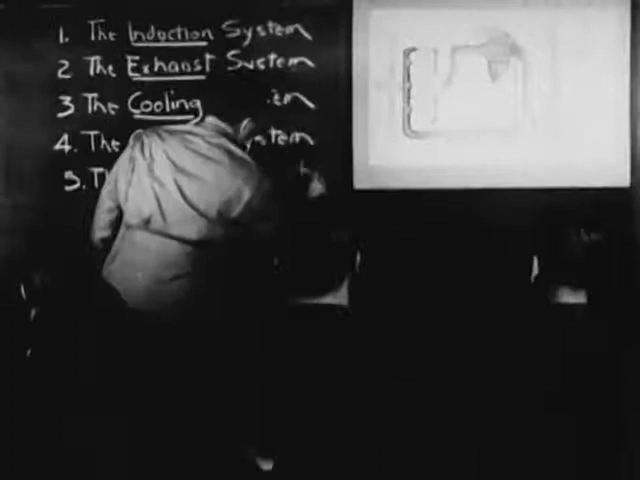 1. The Induction System
2 The Exhaust System
3 The Cooling
4. The
5.